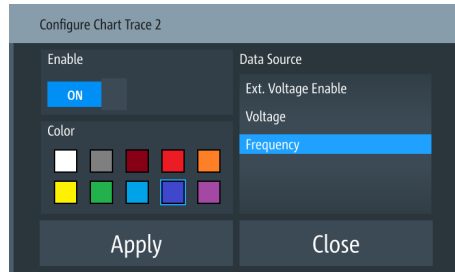 Configure Chart Trace 2
Enable
ON
Color
Data Source
Ext. Voltage Enable
Voltage
Frequency
Apply
Close